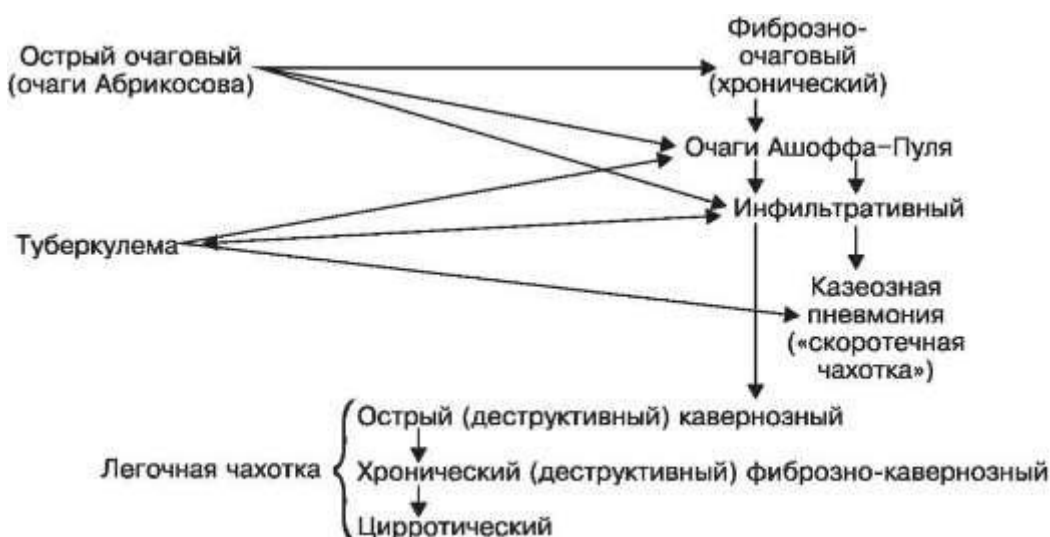 Острый очаговый
(очаги Абрикосова)
Фиброзно-
очаговый
(хронический)
Очаги Ашоффа–Пуля
Инфильтративный
Туберкулема
Казеозная
пневмония
(«скоротечная
чахотка»)
Легочная чахотка
Острый (деструктивный) кавернозный
Хронический (деструктивный) фиброзно-кавернозный
Цирротический